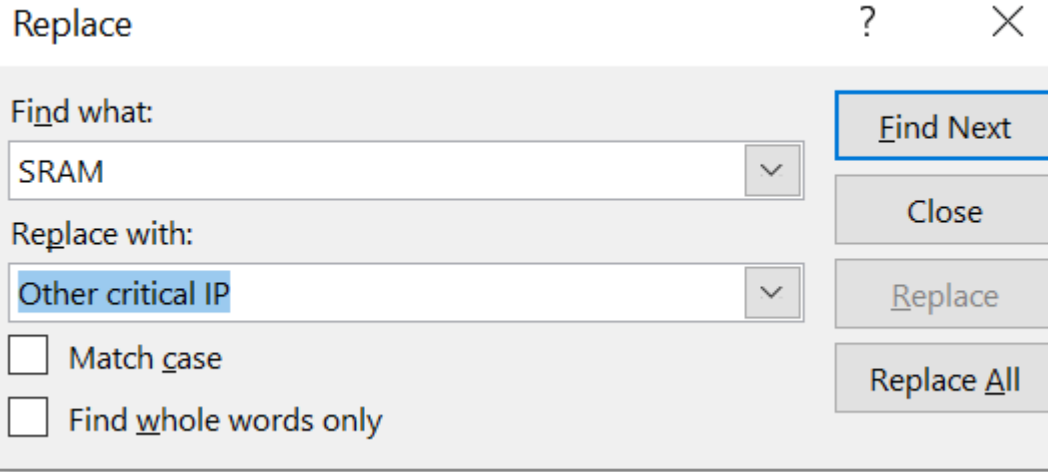 Replace
?
Find what:
Find Next
SRAM
Close
Replace with:
Other critical IP
Replace
Match case
Replace All
Find whole words only